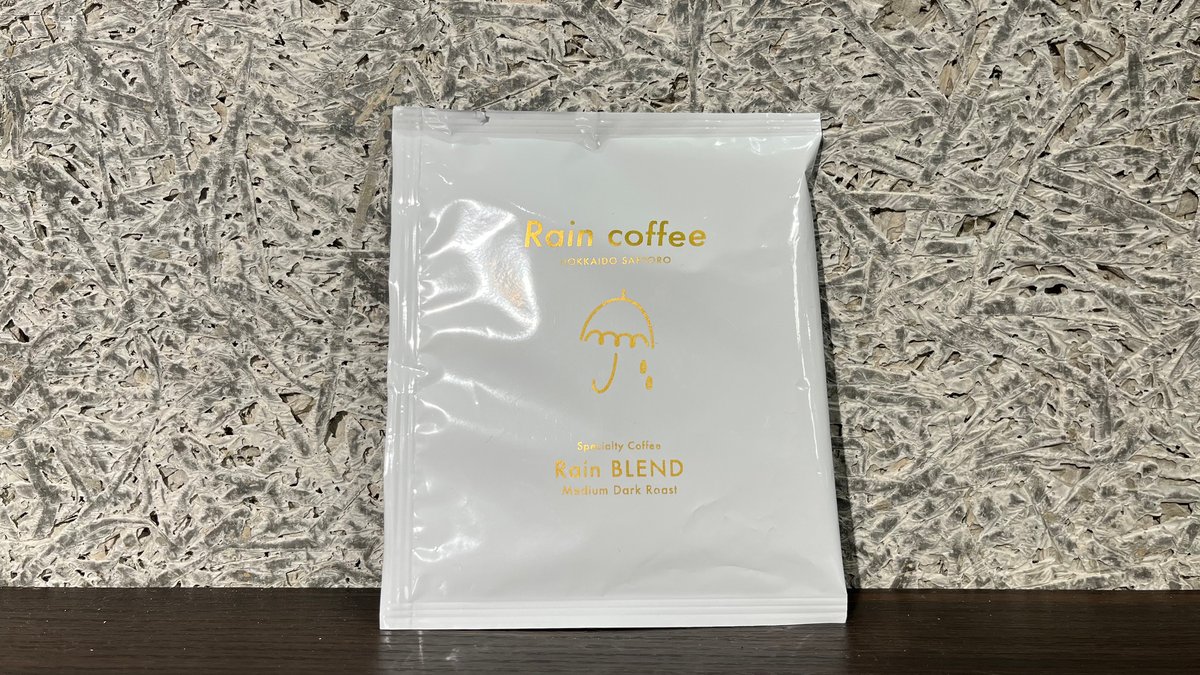 Rain coffee
HOKKAIDO SAPPORO
Specialty Coffee
Rain BLEND
Medium Dark Roast